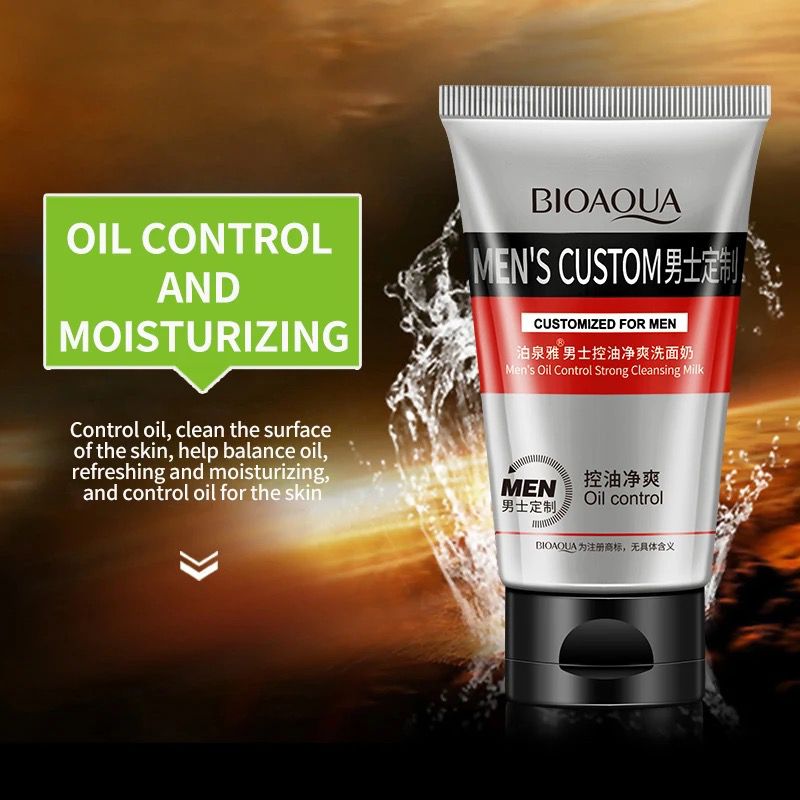 OIL CONTROL
AND
MOISTURIZING
Control oil, clean the surface
of the skin, help balance oil,
refreshing and moisturizing,
and control oil for the skin
BIOAQUA
MEN'S CUSTOM男士定制
CUSTOMIZED FOR MEN
泊泉雅®男士控油净爽洗面奶
Men's Oil Control Strong Cleansing Milk
MEN
男士定制
控油净爽
Oil control
BIOAQUA为注册商标，无具体含义